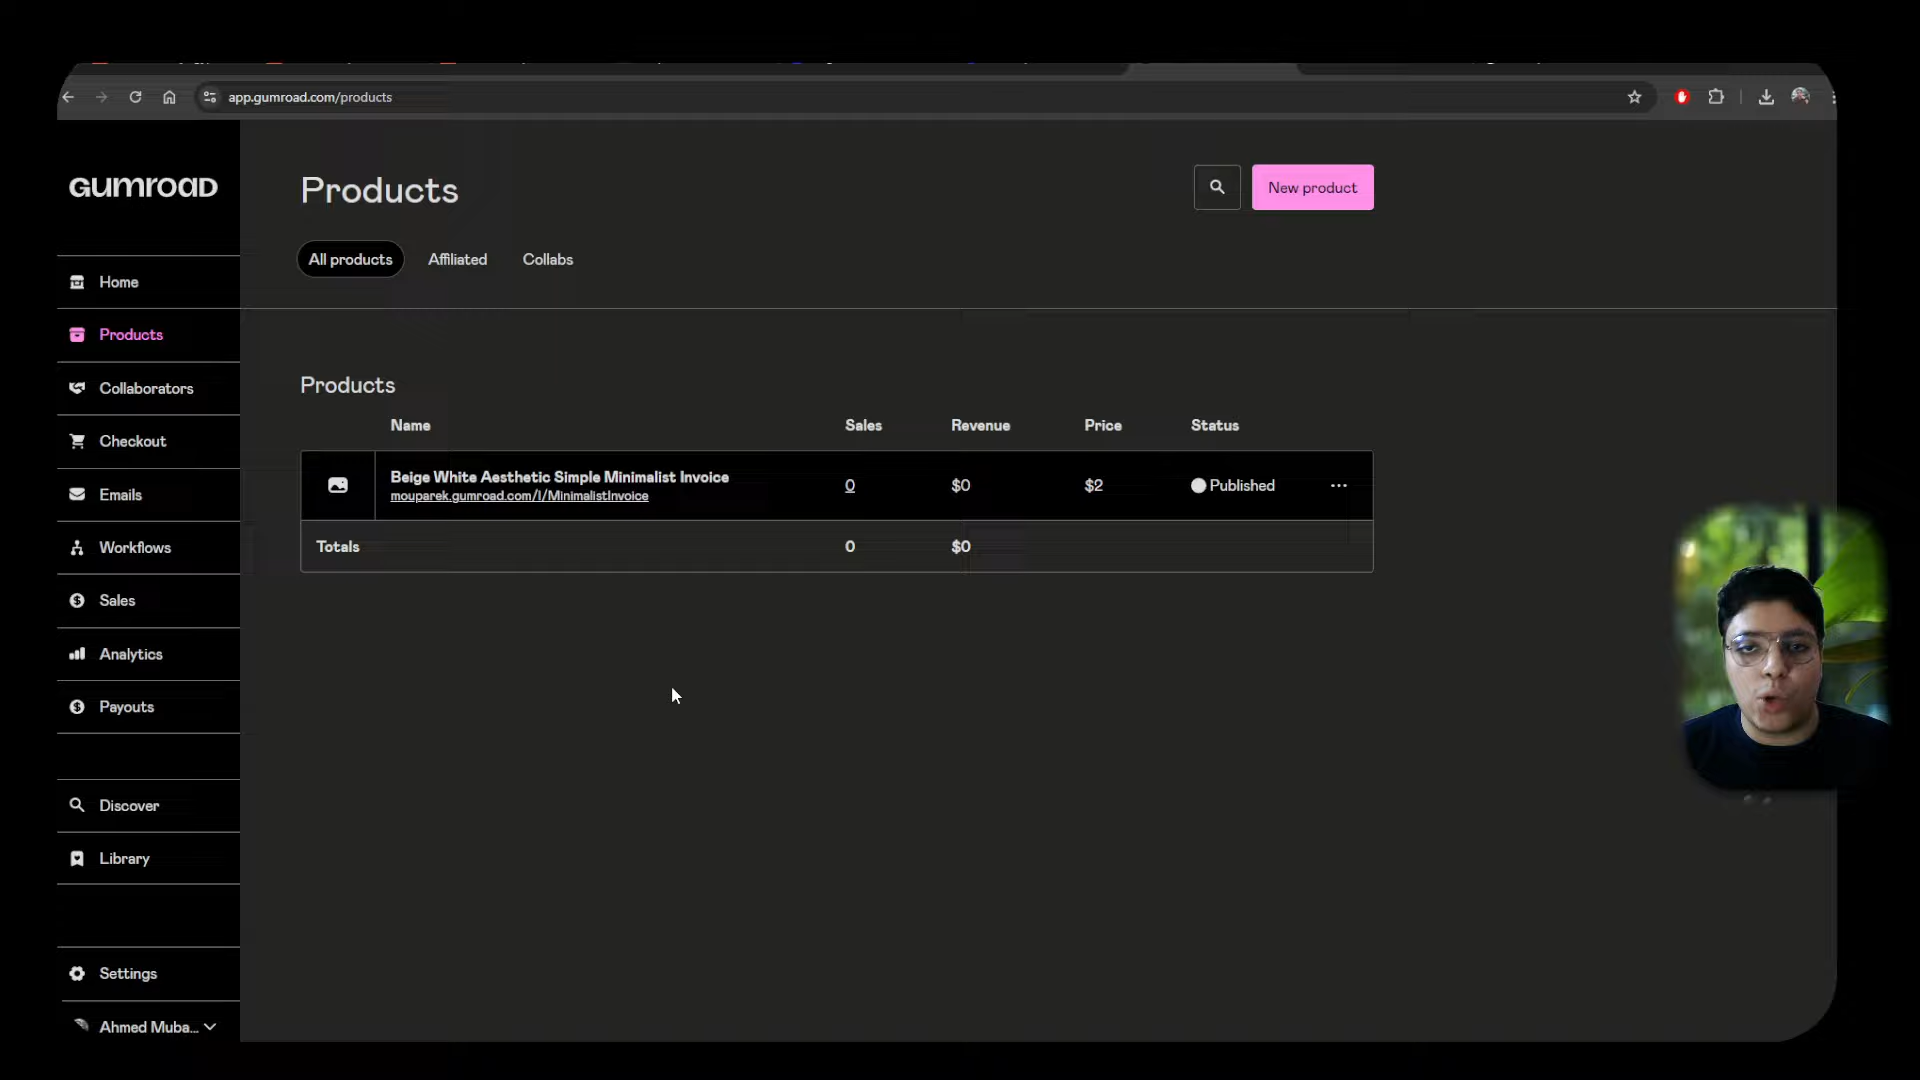 app.gumroad.com/products
GUMROAD
Products
New product
All products
Affiliated
Collabs
Home
Products
Collaborators
Checkout
Emails
Workflows
Sales
Analytics
Payouts
Discover
Library
Settings
Ahmed Muba...
Products
Name Sales Revenue Price Status
Beige White Aesthetic Simple Minimalist Invoice
mouparek.gumroad.com/l/MinimalistInvoice
0 $0 $2 Published ...
Totals 0 $0